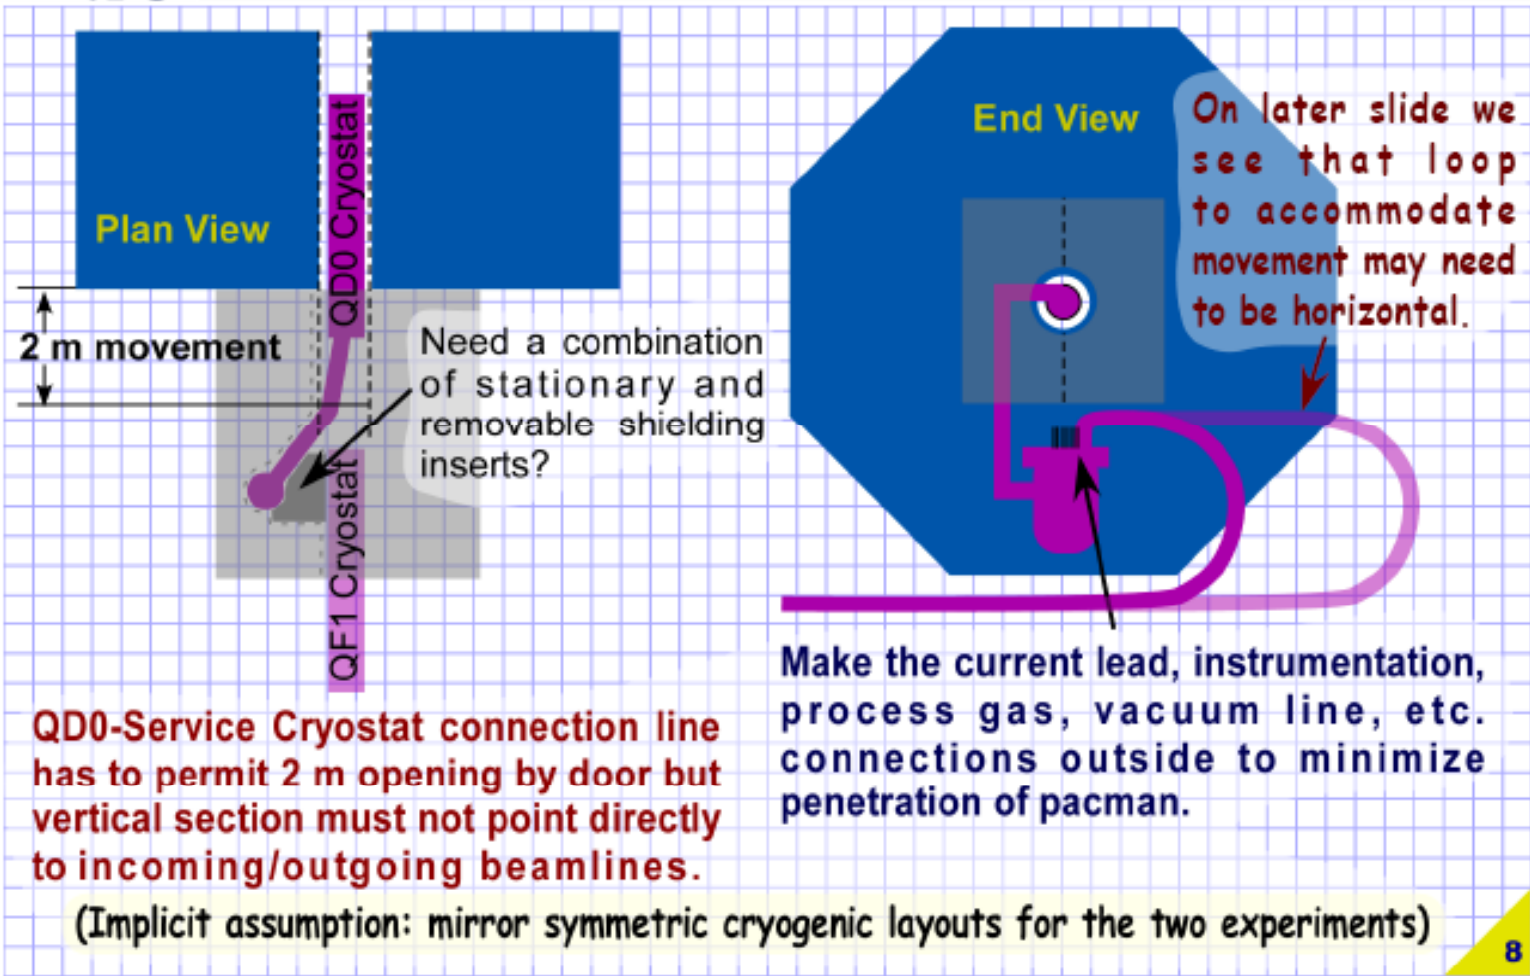 Plan View
QD0 Cryostat
2 m movement
Need a combination
of stationary and
removable shielding
inserts?
QF1 Cryostat
QD0-Service Cryostat connection line
has to permit 2 m opening by door but
vertical section must not point directly
to incoming/outgoing beamlines.
End View
On later slide we
see that loop
to accommodate
movement may need
to be horizontal.
Make the current lead, instrumentation,
process gas, vacuum line, etc.
connections outside to minimize
penetration of pacman.
(Implicit assumption: mirror symmetric cryogenic layouts for the two experiments)
8